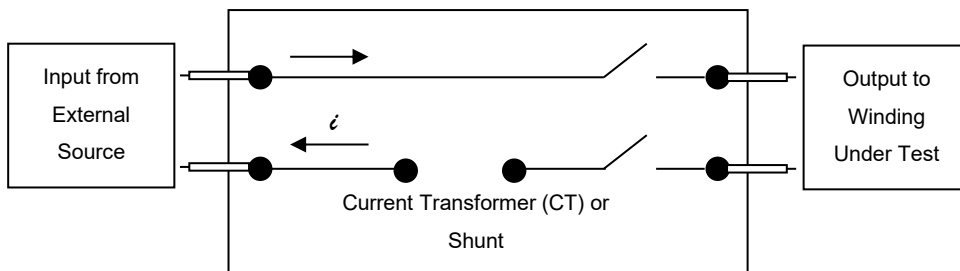 Input from
External
Source
i
Current Transformer (CT) or
Shunt
Output to
Winding
Under Test